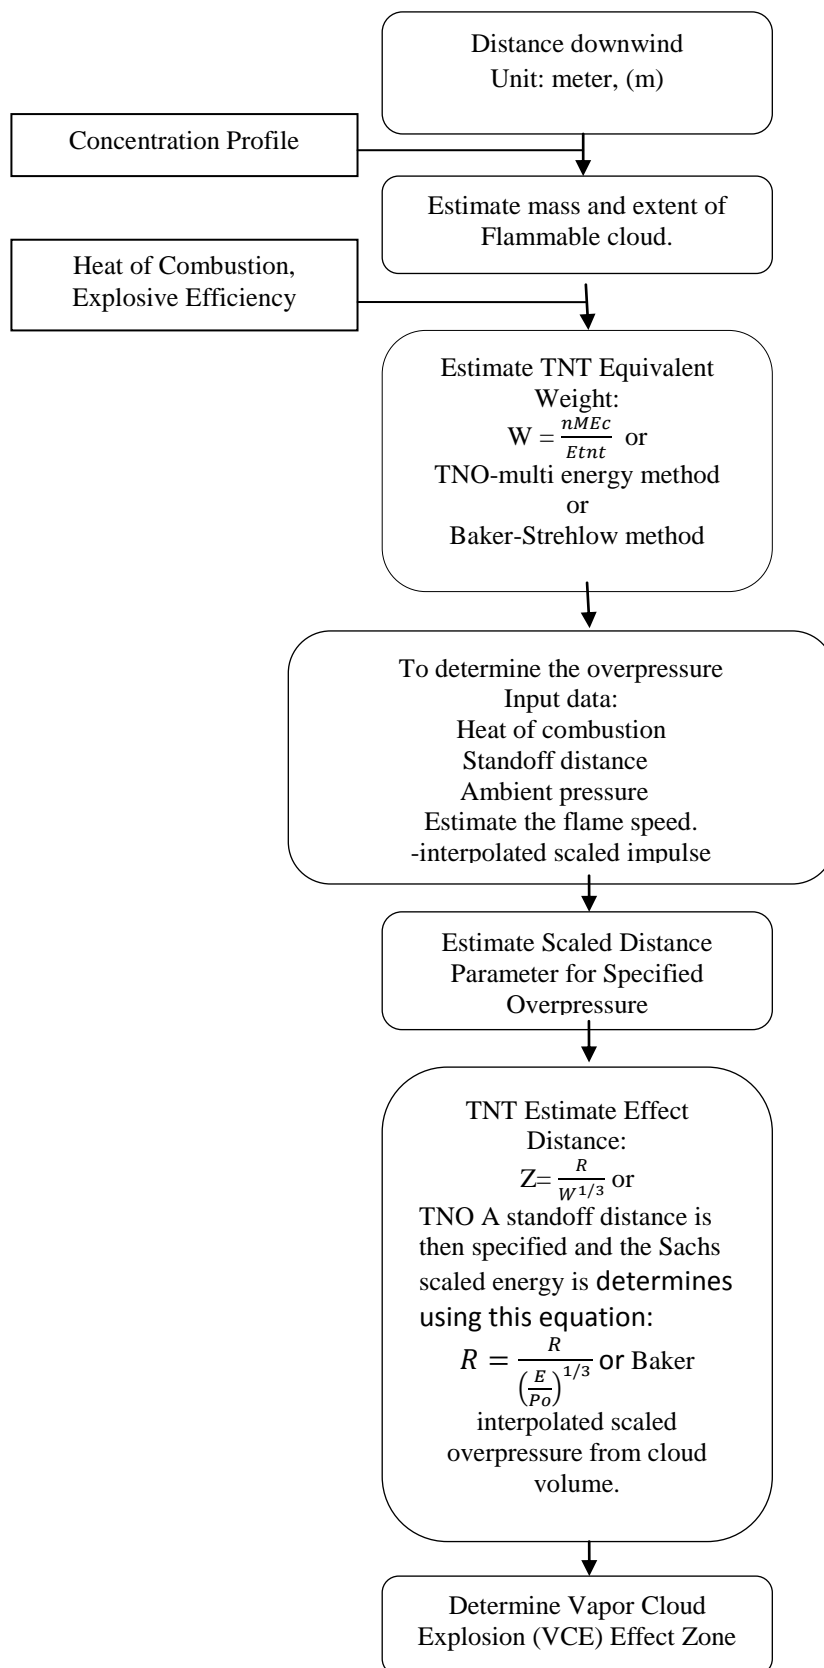 Distance downwind
Unit: meter, (m)
Concentration Profile
Estimate mass and extent of
Flammable cloud.
Heat of Combustion,
Explosive Efficiency
Estimate TNT Equivalent
Weight:
W = nMEc/Etnt or
TNO-multi energy method
or
Baker-Strehlow method
To determine the overpressure
Input data:
Heat of combustion
Standoff distance
Ambient pressure
Estimate the flame speed.
-interpolated scaled impulse
Estimate Scaled Distance
Parameter for Specified
Overpressure
TNT Estimate Effect
Distance:
Z= R/W^1/3 or
TNO A standoff distance is
then specified and the Sachs
scaled energy is determines
using this equation:
R = R/(E/Po)^1/3 or Baker
interpolated scaled
overpressure from cloud
volume.
Determine Vapor Cloud
Explosion (VCE) Effect Zone